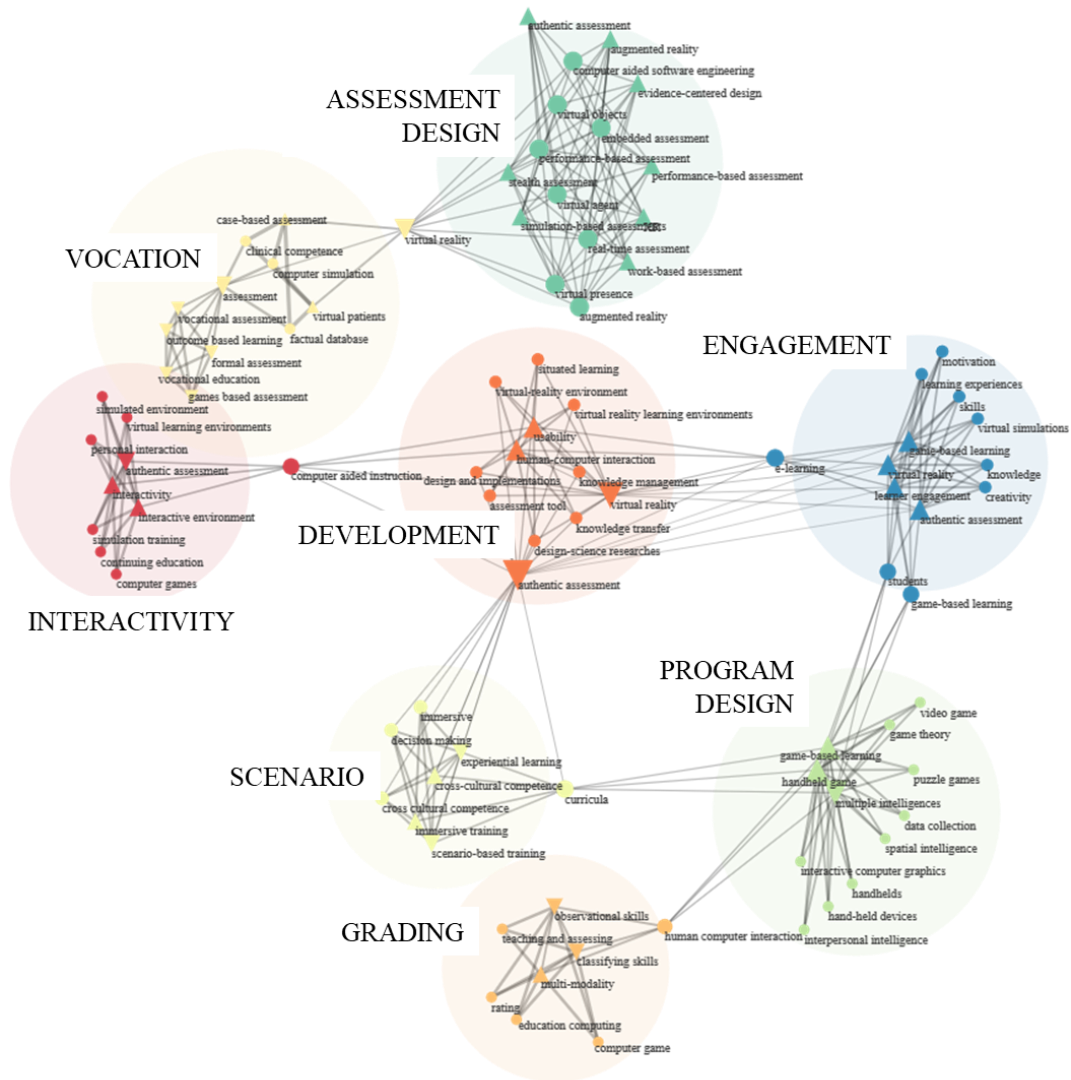 authentic assessment
augmented reality
computer aided software engineering
evidence-centered design
ASSESSMENT
DESIGN
virtual objects
embedded assessment
performance-based assessment
performance-based assessment
stealth assessment
virtual agent
simulation-based assessments
real-time assessment
work-based assessment
virtual presence
augmented reality
case-based assessment
virtual reality
clinical competence
VOCATION
computer simulation
assessment
vocational assessment
virtual patients
outcome based learning
factual database
formal assessment
vocational education
games based assessment
ENGAGEMENT
motivation
learning experiences
skills
virtual simulations
game-based learning
virtual reality
knowledge
learner engagement
creativity
authentic assessment
e-learning
students
game-based learning
situated learning
virtual-reality environment
virtual reality learning environments
usability
human-computer interaction
design and implementations
knowledge management
assessment tool
virtual reality
knowledge transfer
DEVELOPMENT
design-science researches
authentic assessment
simulated environment
virtual learning environments
personal interaction
authentic assessment
computer aided instruction
interactivity
interactive environment
simulation training
continuing education
computer games
INTERACTIVITY
PROGRAM
DESIGN
video game
game theory
game-based learning
handheld game
puzzle games
multiple intelligences
data collection
spatial intelligence
interactive computer graphics
handhelds
hand-held devices
interpersonal intelligence
immersive
decision making
experiential learning
SCENARIO
cross-cultural competence
curricula
cross cultural competence
immersive training
scenario-based training
GRADING
observational skills
teaching and assessing
human computer interaction
classifying skills
multi-modality
rating
education computing
computer game